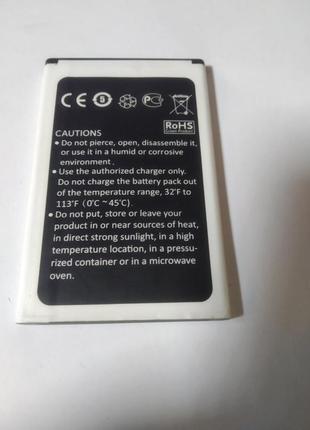 CE 5 PC
RoHS
CAUTIONS
• Do not pierce, open, disassemble it,
or use it in a humid or corrosive
environment .
• Use the authorized charger only.
Do not charge the battery pack out
of the temperature range, 32℉ to
113℉ (0℃ ~45℃).
• Do not put, store or leave your
product in or near sources of heat,
in direct strong sunlight, in a high
temperature location, in a pressu-
rized container or in a microwave
oven.